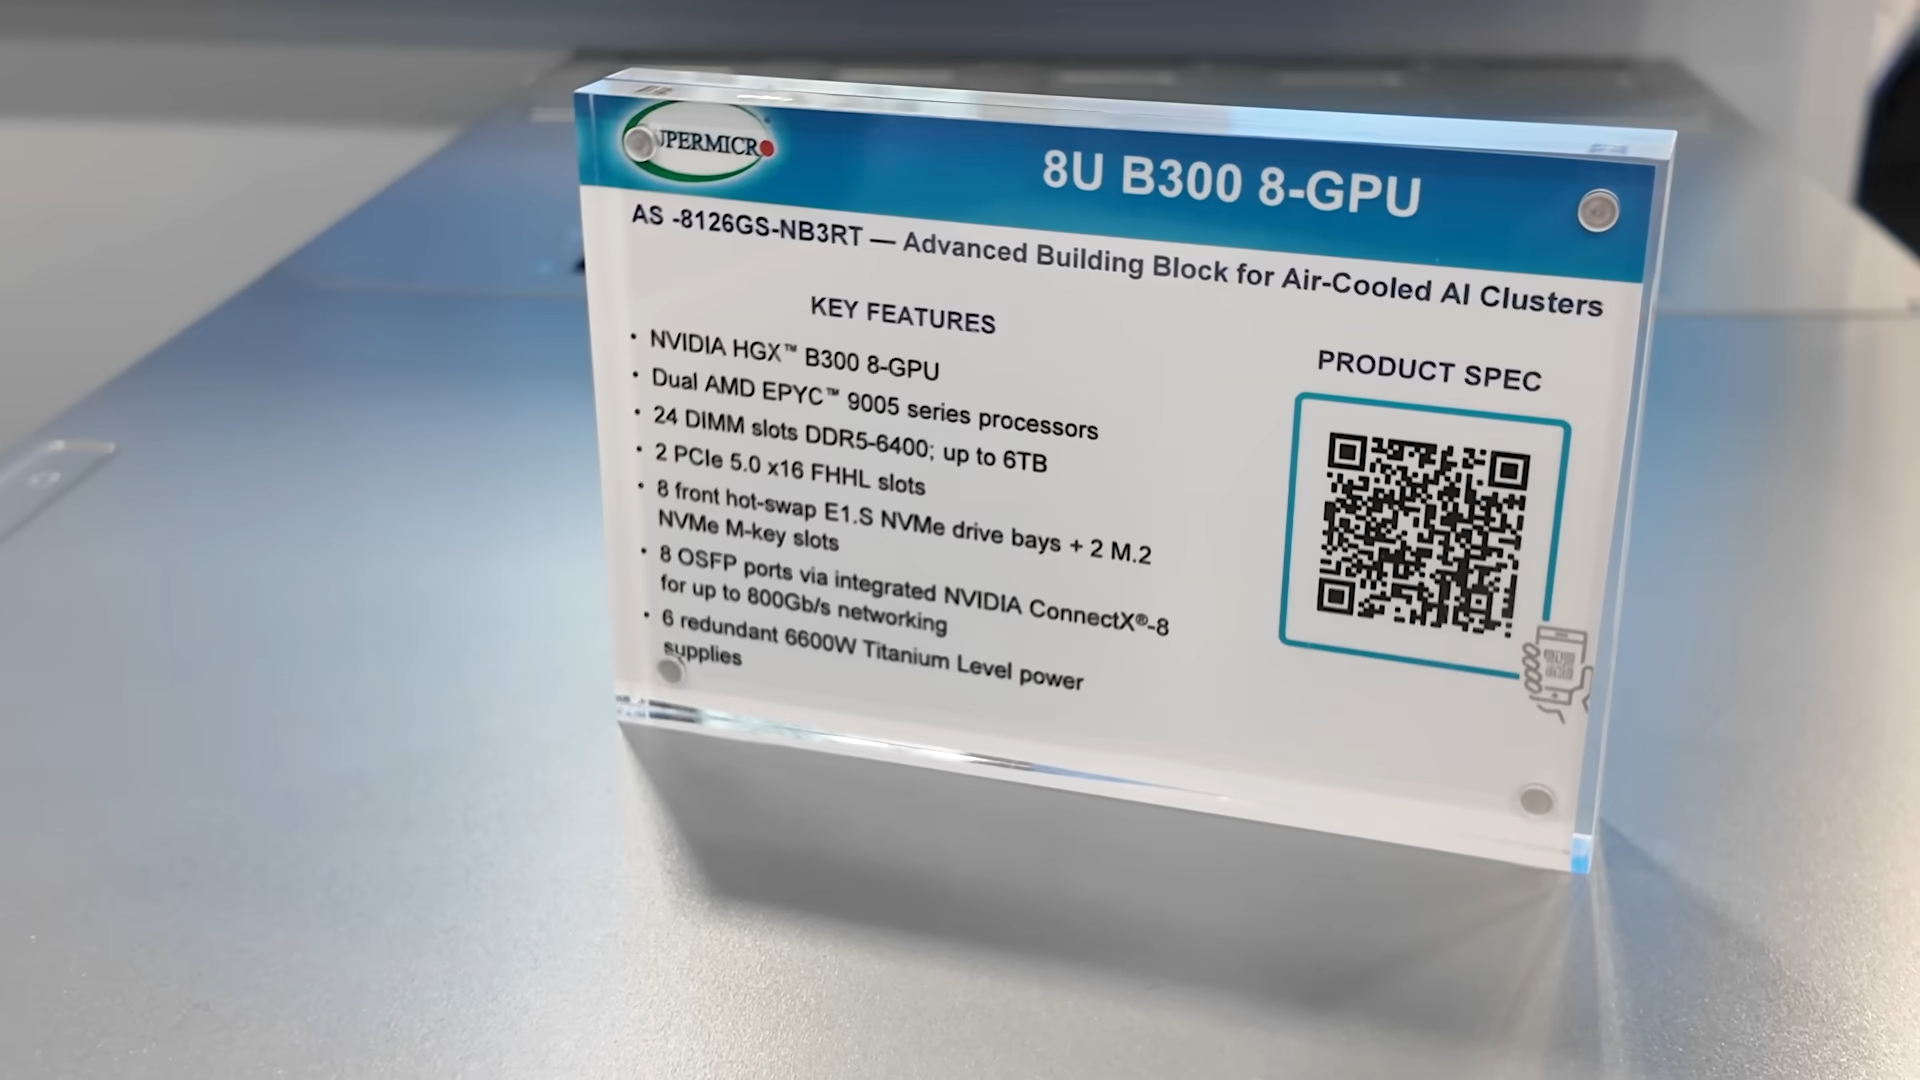 SUPERMICRO
8U B300 8-GPU
AS -8126GS-NB3RT — Advanced Building Block for Air-Cooled AI Clusters
KEY FEATURES
• NVIDIA HGX™ B300 8-GPU
• Dual AMD EPYC™ 9005 series processors
• 24 DIMM slots DDR5-6400; up to 6TB
• 2 PCIe 5.0 x16 FHHL slots
• 8 front hot-swap E1.S NVMe drive bays + 2 M.2
NVMe M-key slots
• 8 OSFP ports via integrated NVIDIA ConnectX®-8
for up to 800Gb/s networking
• 6 redundant 6600W Titanium Level power
supplies
PRODUCT SPEC